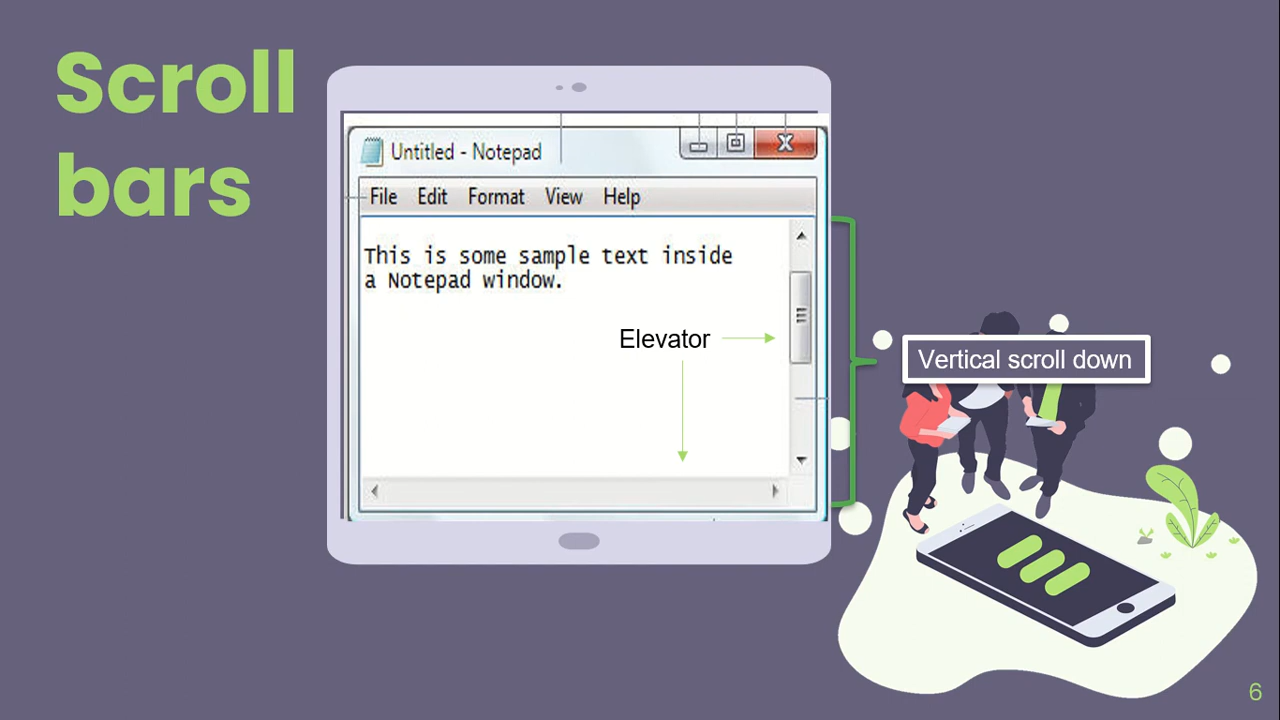 Scroll
bars
Untitled - Notepad
File Edit Format View Help
This is some sample text inside
a Notepad window.
Elevator
Vertical scroll down
6